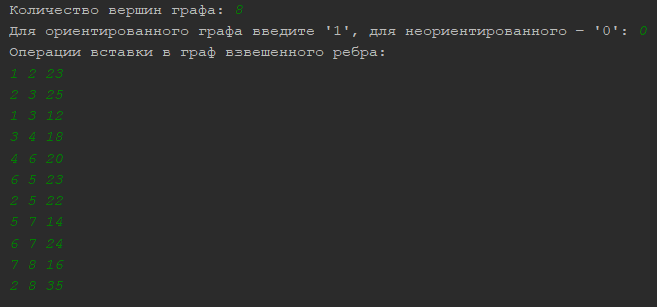 Количество вершин графа: 8
Для ориентированного графа введите '1', для неориентированного – '0': 0
Операции вставки в граф взвешенного ребра:
1 2 23
2 3 25
1 3 12
3 4 18
4 6 20
6 5 23
2 5 22
5 7 14
6 7 24
7 8 16
2 8 35